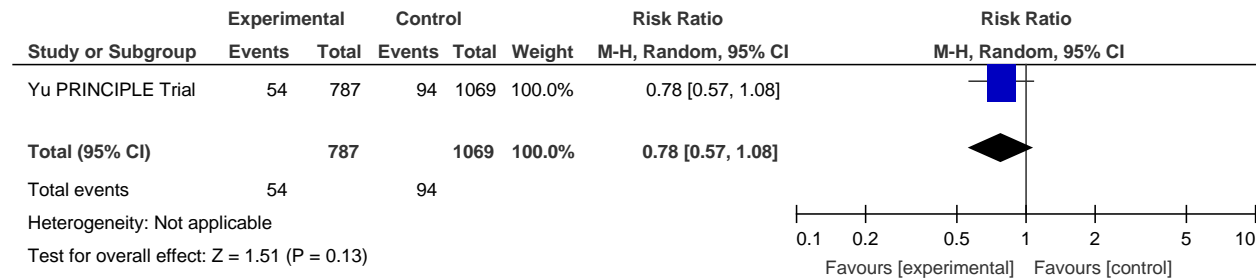 Experimental Control Risk Ratio Risk Ratio
Study or Subgroup Events Total Events Total Weight M-H, Random, 95% CI M-H, Random, 95% CI
Yu PRINCIPLE Trial 54 787 94 1069 100.0% 0.78 [0.57, 1.08]
Total (95% CI) 787 1069 100.0% 0.78 [0.57, 1.08]
Total events 54 94
Heterogeneity: Not applicable
Test for overall effect: Z = 1.51 (P = 0.13)
0.1 0.2 0.5 1 2 5 10
Favours [experimental] Favours [control]